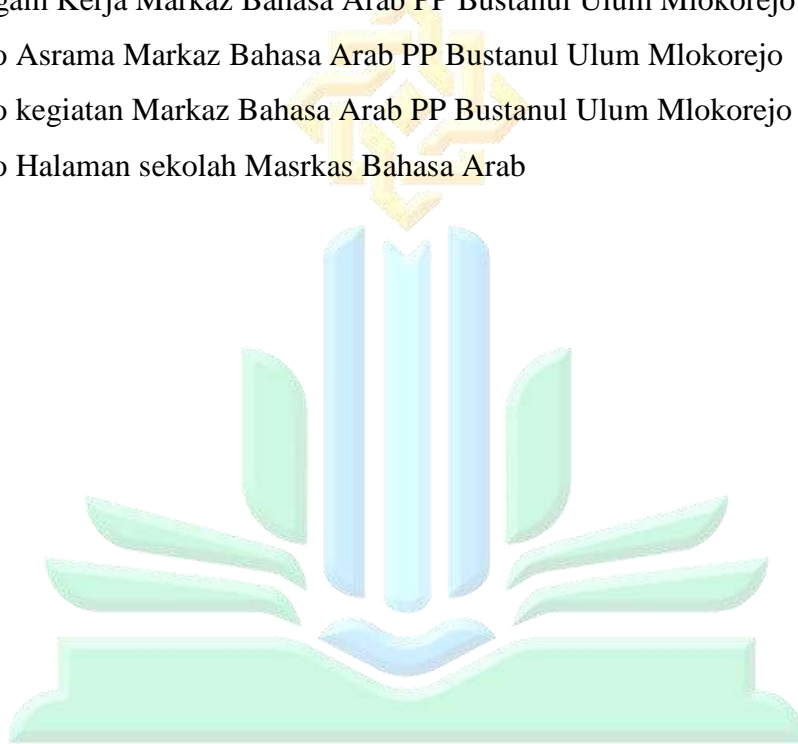 gam Kerja Markaz Bahasa Arab PP Bustanul Ulum Mlokorejo
o Asrama Markaz Bahasa Arab PP Bustanul Ulum Mlokorejo
o kegiatan Markaz Bahasa Arab PP Bustanul Ulum Mlokorejo
o Halaman sekolah Masrkas Bahasa Arab